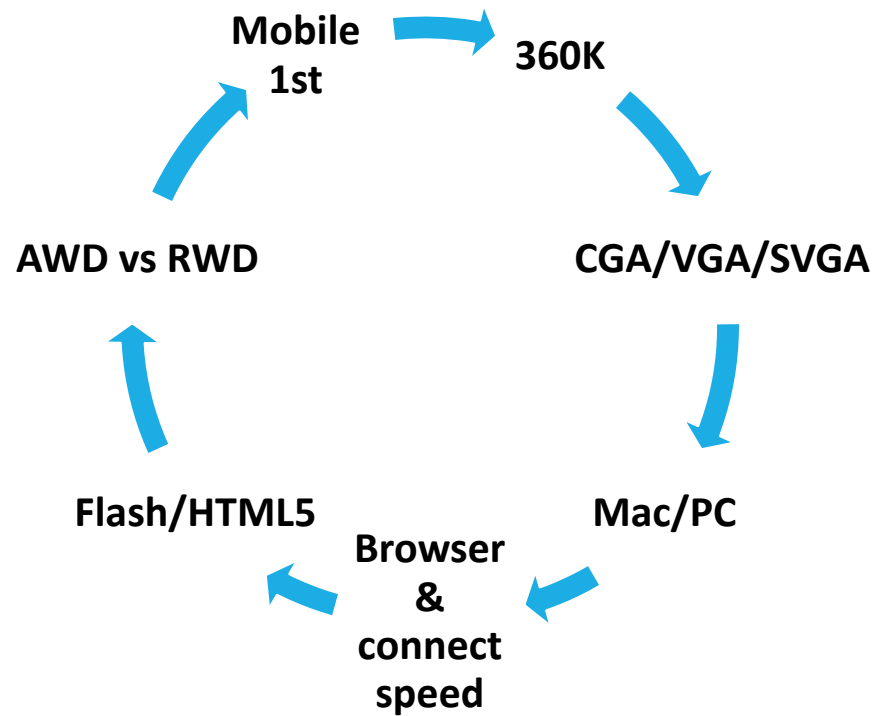 Mobile
1st
360K
CGA/VGA/SVGA
Mac/PC
Browser
&
connect
speed
Flash/HTML5
AWD vs RWD